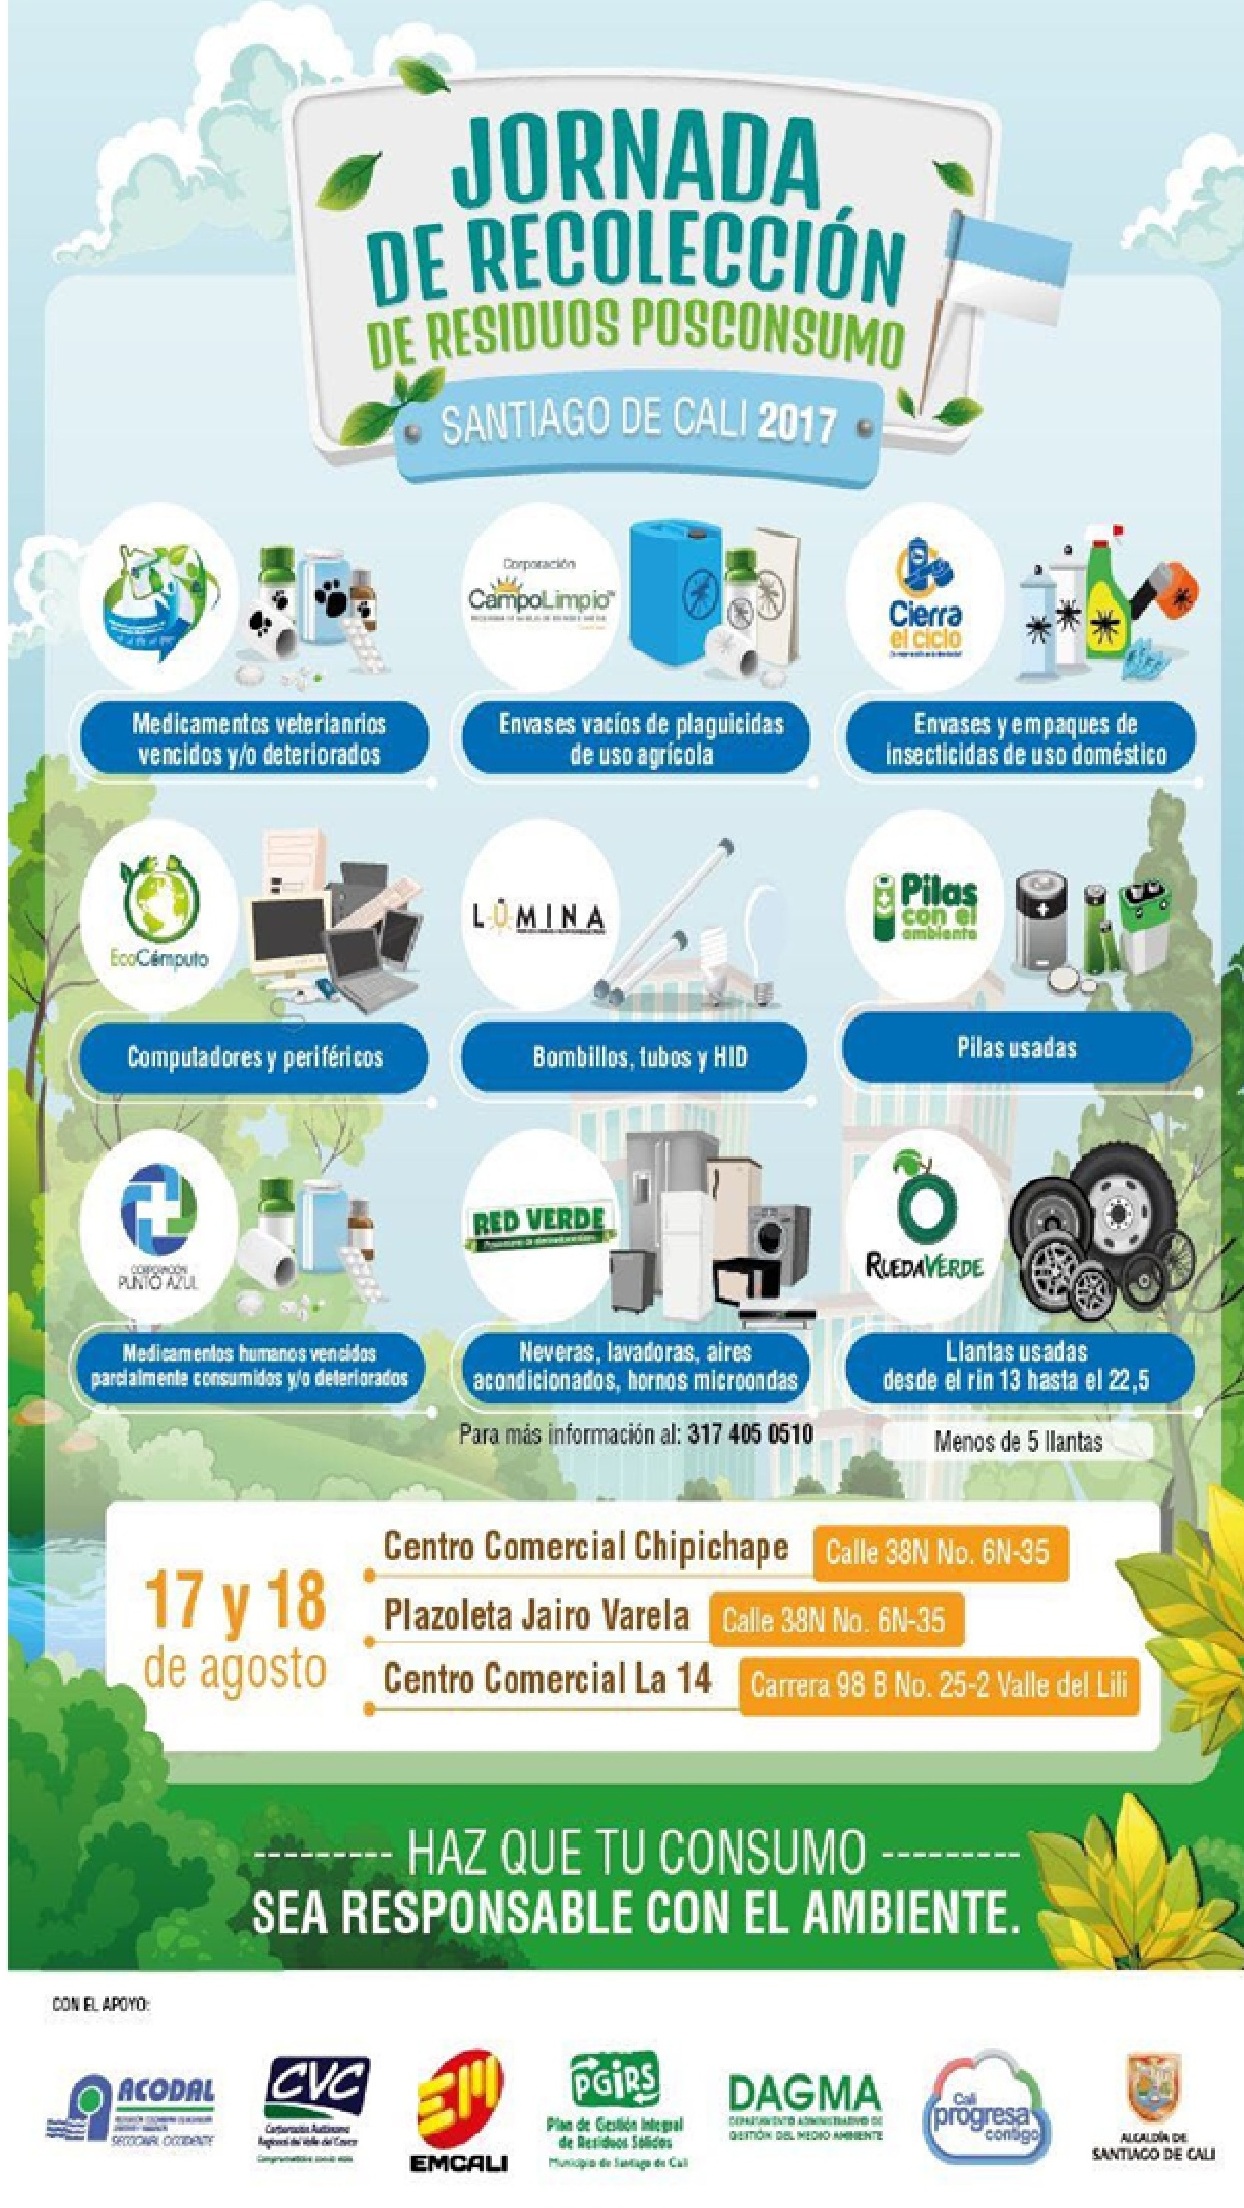 JORNADA
DE RECOLECCIÓN
DE RESIDUOS POSCONSUMO
SANTIAGO DE CALI 2017
Corporación
CampoLimpio
Cierra
el ciclo
Medicamentos veterianrios
vencidos y/o deteriorados
Envases vacíos de plaguicidas
de uso agrícola
Envases y empaques de
insecticidas de uso doméstico
EcoCómputo
LÚMINA
Pilas
con el
ambiente
Computadores y periféricos
Bombillos, tubos y HID
Pilas usadas
CORPORACIÓN
PUNTO AZUL
RED VERDE
RUEDAVERDE
Medicamentos humanos vencidos
parcialmente consumidos y/o deteriorados
Neveras, lavadoras, aires
acondicionados, hornos microondas
Llantas usadas
desde el rin 13 hasta el 22,5
Para más información al: 317 405 0510
Menos de 5 llantas
17 y 18
de agosto
Centro Comercial Chipichape Calle 38N No. 6N-35
Plazoleta Jairo Varela Calle 38N No. 6N-35
Centro Comercial La 14 Carrera 98 B No. 25-2 Valle del Lili
HAZ QUE TU CONSUMO
SEA RESPONSABLE CON EL AMBIENTE.
CON EL APOYO:
ACODAL
SECCIONAL OCCIDENTE
CVC
Corporación Autónoma
Regional del Valle del Cauca
EMCALI
PGIRS
Plan de Gestión Integral
de Residuos Sólidos
Municipio de Santiago de Cali
DAGMA
DEPARTAMENTO ADMINISTRATIVO DE
GESTIÓN DEL MEDIO AMBIENTE
Cali
progresa
contigo
ALCALDÍA DE
SANTIAGO DE CALI